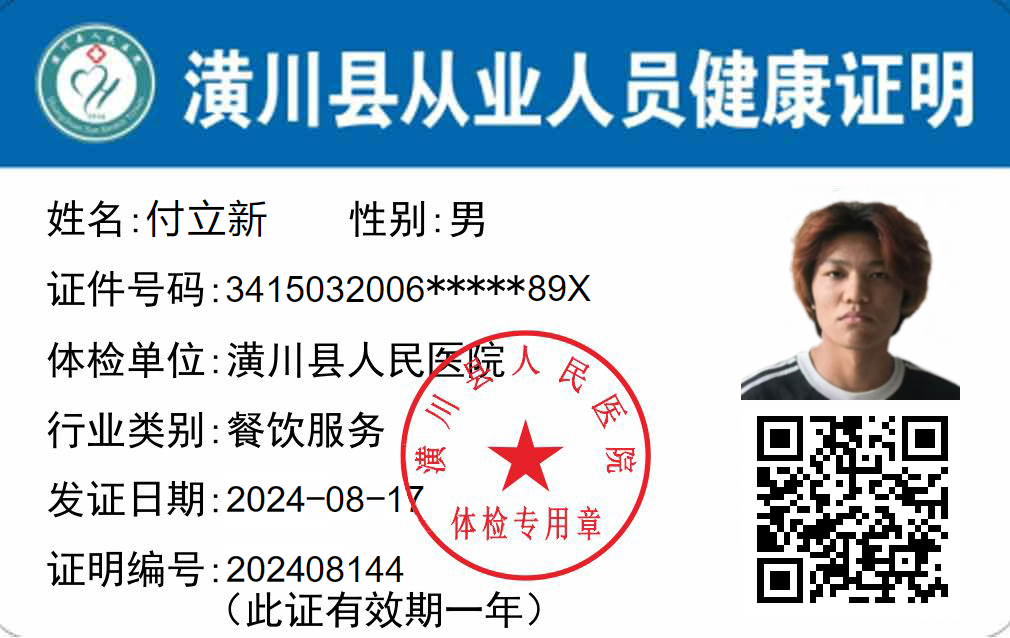 潢川县从业人员健康证明
姓名:付立新 性别:男
证件号码:3415032006*****89X
体检单位:潢川县人民医院
行业类别:餐饮服务
发证日期:2024-08-17
证明编号:202408144
(此证有效期一年)
潢川县人民医院
体检专用章